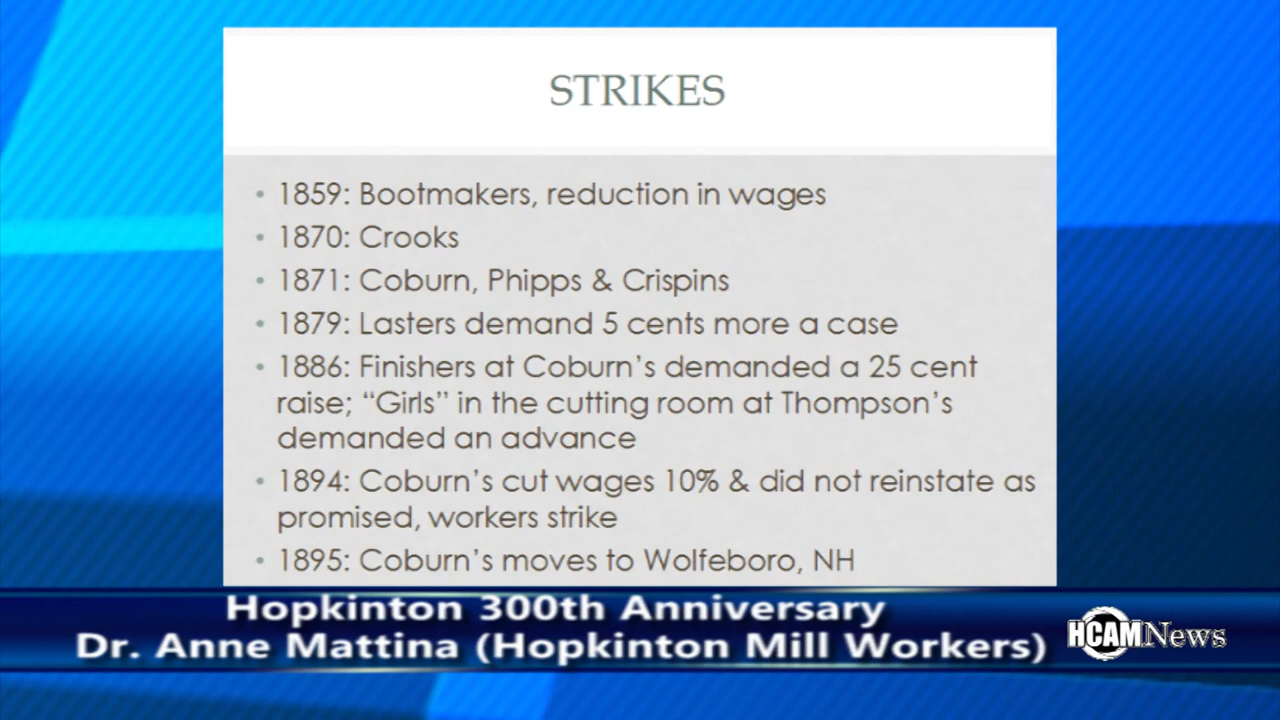 STRIKES
• 1859: Bootmakers, reduction in wages
• 1870: Crooks
• 1871: Coburn, Phipps & Crispins
• 1879: Lasters demand 5 cents more a case
• 1886: Finishers at Coburn’s demanded a 25 cent
raise; “Girls” in the cutting room at Thompson’s
demanded an advance
• 1894: Coburn’s cut wages 10% & did not reinstate as
promised, workers strike
• 1895: Coburn’s moves to Wolfeboro, NH
Hopkinton 300th Anniversary
Dr. Anne Mattina (Hopkinton Mill Workers)
HCAM News